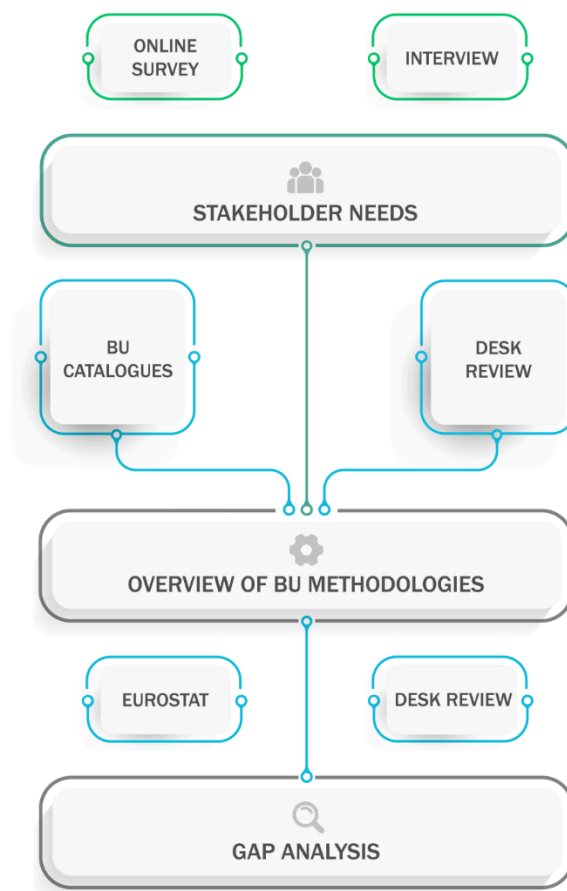 ONLINE
SURVEY
INTERVIEW
STAKEHOLDER NEEDS
BU
CATALOGUES
DESK
REVIEW
OVERVIEW OF BU METHODOLOGIES
EUROSTAT
DESK REVIEW
GAP ANALYSIS